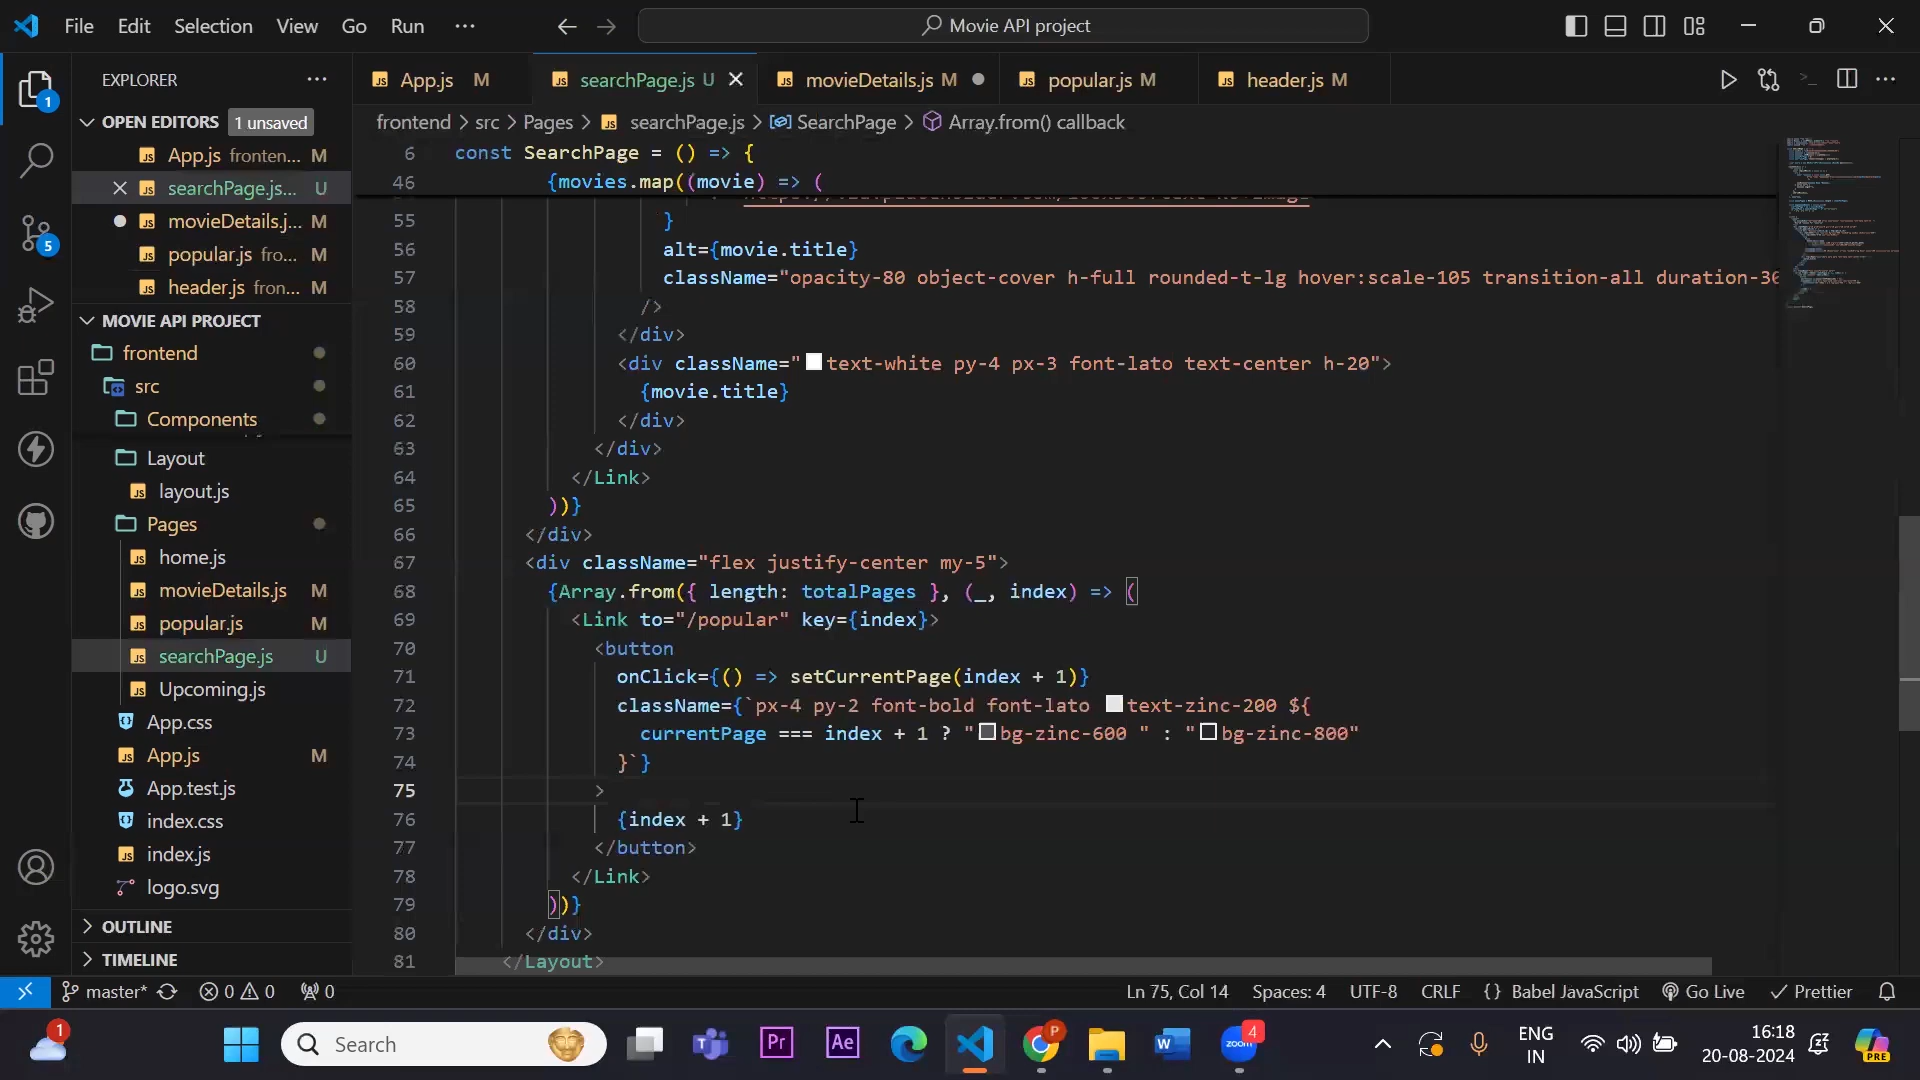 File Edit Selection View Go Run ··· Movie API project
EXPLORER ···
App.js M searchPage.js U movieDetails.js M popular.js M header.js M
OPEN EDITORS 1 unsaved
App.js fronten... M
searchPage.js... U
movieDetails.j... M
popular.js fro... M
header.js fron... M
MOVIE API PROJECT
frontend
src
Components
Layout
layout.js
Pages
home.js
movieDetails.js M
popular.js M
searchPage.js U
Upcoming.js
App.css
App.js M
App.test.js
index.css
index.js
logo.svg
OUTLINE
TIMELINE
frontend > src > Pages > searchPage.js > SearchPage > Array.from() callback
6 const SearchPage = () => {
46 {movies.map((movie) => (
55 }
56 alt={movie.title}
57 className="opacity-80 object-cover h-full rounded-t-lg hover:scale-105 transition-all duration-30
58 />
59 </div>
60 <div className="text-white py-4 px-3 font-lato text-center h-20">
61 {movie.title}
62 </div>
63 </div>
64 </Link>
65 ))}
66 </div>
67 <div className="flex justify-center my-5">
68 {Array.from({ length: totalPages }, (_, index) => (
69 <Link to="/popular" key={index}>
70 <button
71 onClick={() => setCurrentPage(index + 1)}
72 className={`px-4 py-2 font-bold font-lato text-zinc-200 ${
73 currentPage === index + 1 ? "bg-zinc-600 " : "bg-zinc-800"
74 }`}
75 >
76 {index + 1}
77 </button>
78 </Link>
79 ))}
80 </div>
81 </Layout>
1
5
master* 0 0 0 Ln 75, Col 14 Spaces: 4 UTF-8 CRLF {} Babel JavaScript Go Live Prettier
1 Search Pr Ae P W zoom 4 ENG IN 16:18 20-08-2024 PRE